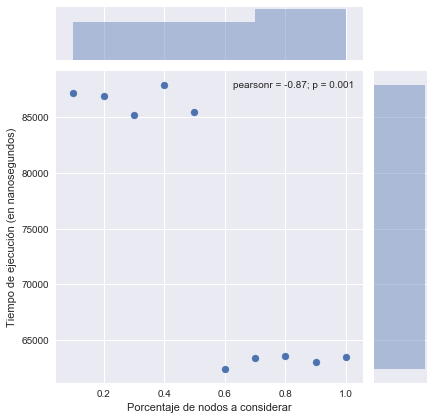 pearsonr = -0.87; p = 0.001
85000
80000
75000
70000
65000
Tiempo de ejecución (en nanosegundos)
0.2 0.4 0.6 0.8 1.0
Porcentaje de nodos a considerar